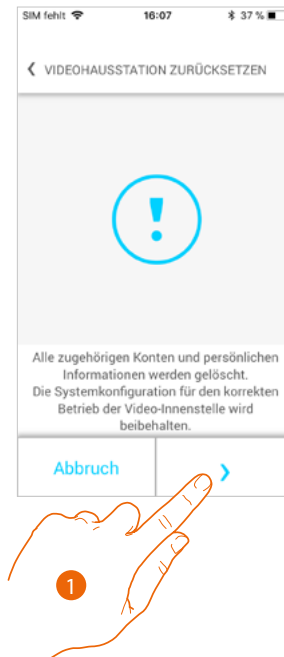 SIM fehlt 16:07 37 %
VIDEOHAUSSTATION ZURÜCKSETZEN
!
Alle zugehörigen Konten und persönlichen
Informationen werden gelöscht.
Die Systemkonfiguration für den korrekten
Betrieb der Video-Innenstelle wird
beibehalten.
Abbruch
1